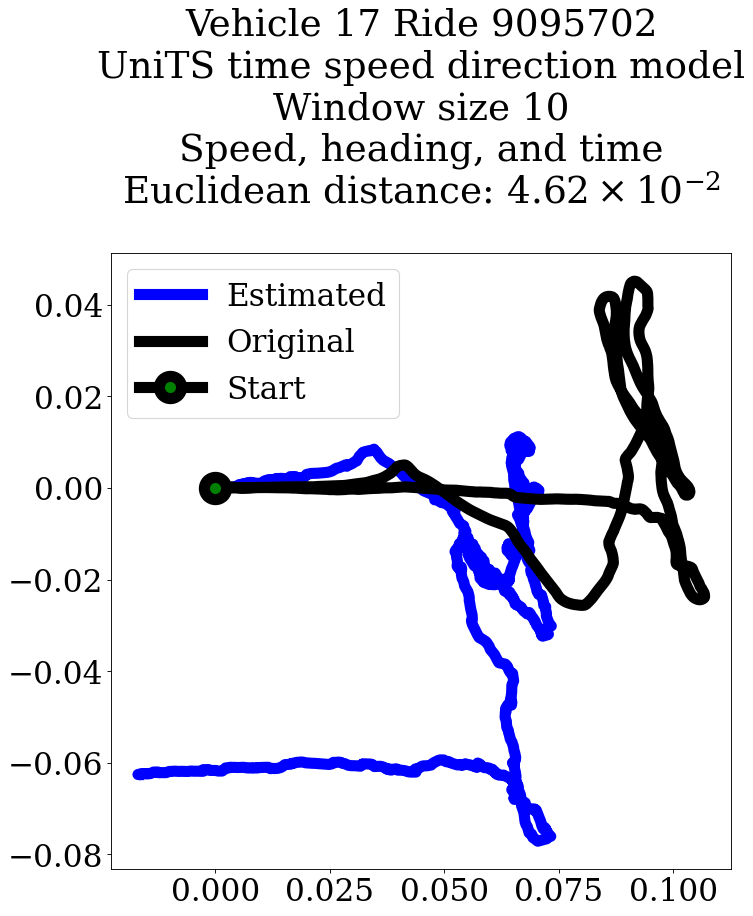 Vehicle 17 Ride 9095702
UniTS time speed direction model
Window size 10
Speed, heading, and time
Euclidean distance: 4.62 × 10⁻²
Estimated
Original
Start
0.04
0.02
0.00
−0.02
−0.04
−0.06
−0.08
0.000 0.025 0.050 0.075 0.100